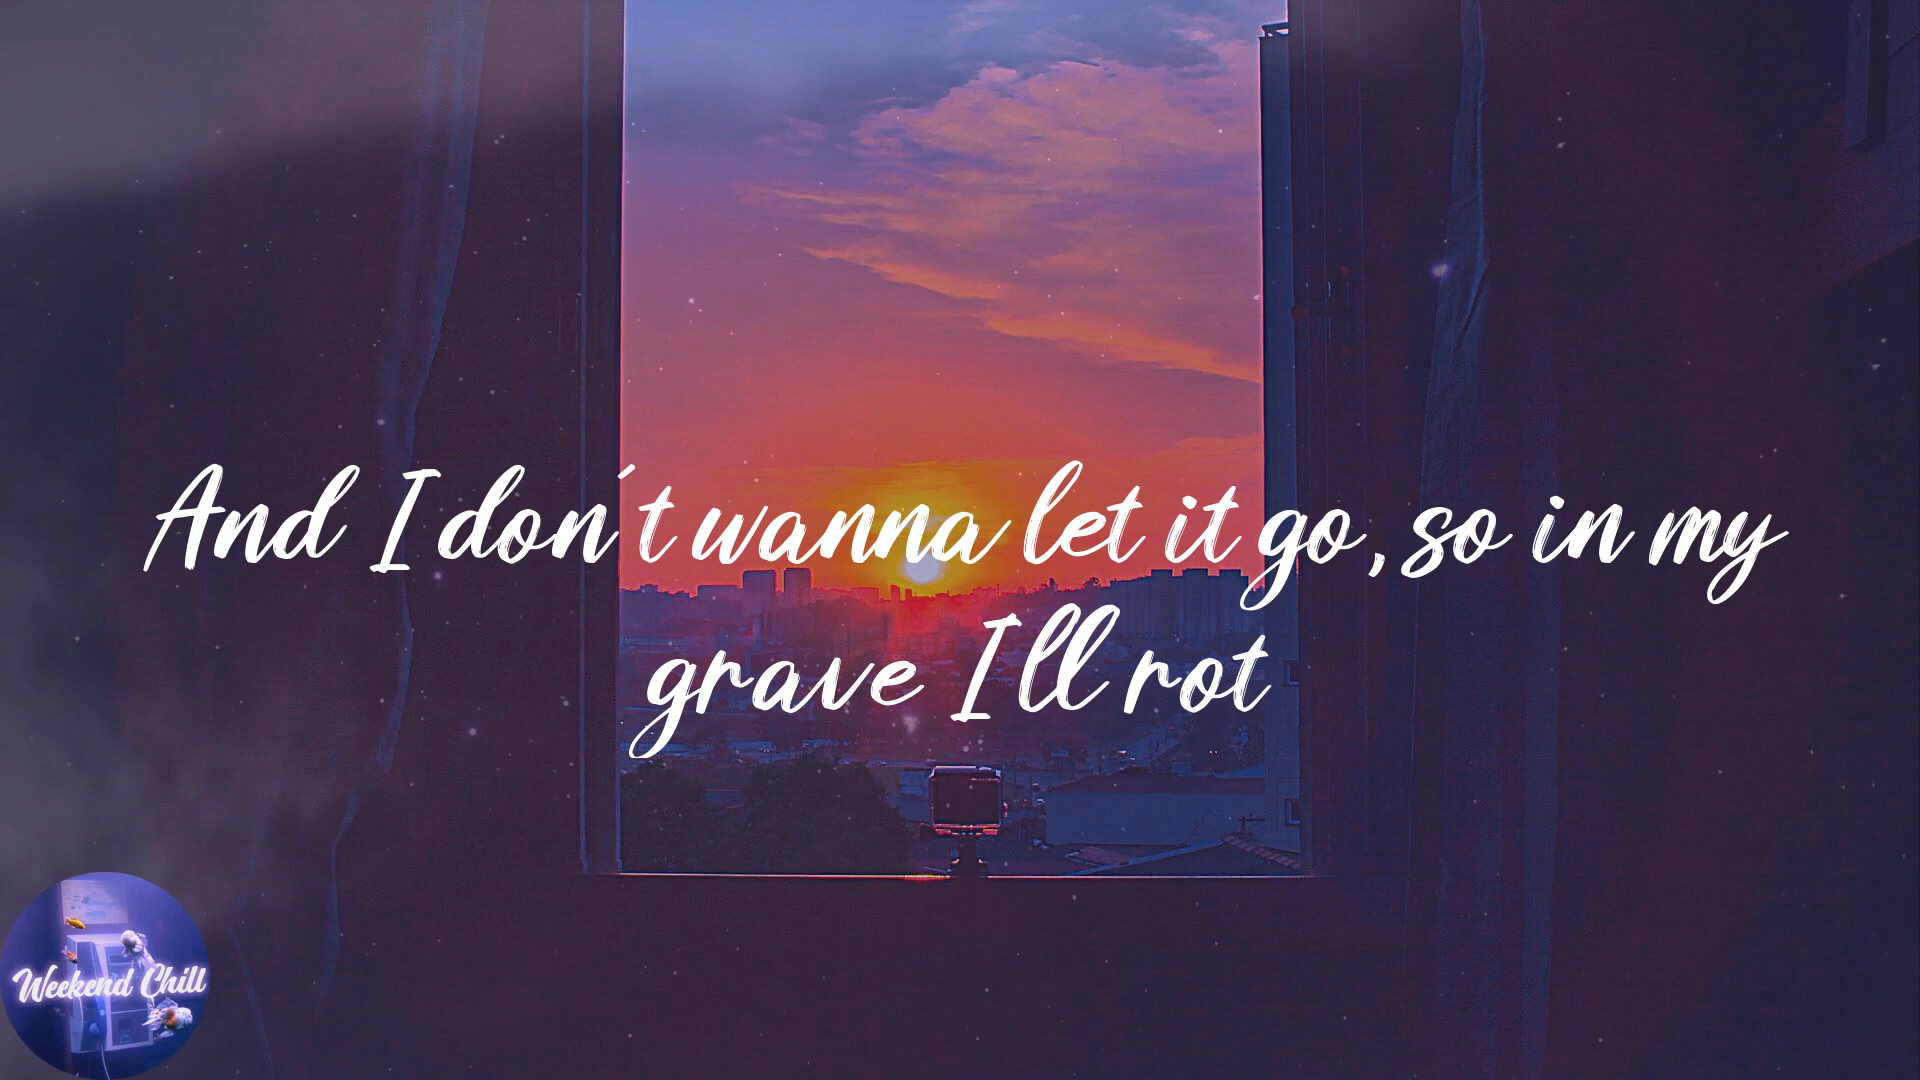 And I don't wanna let it go, so in my
grave I'll rot
Weekend Chill